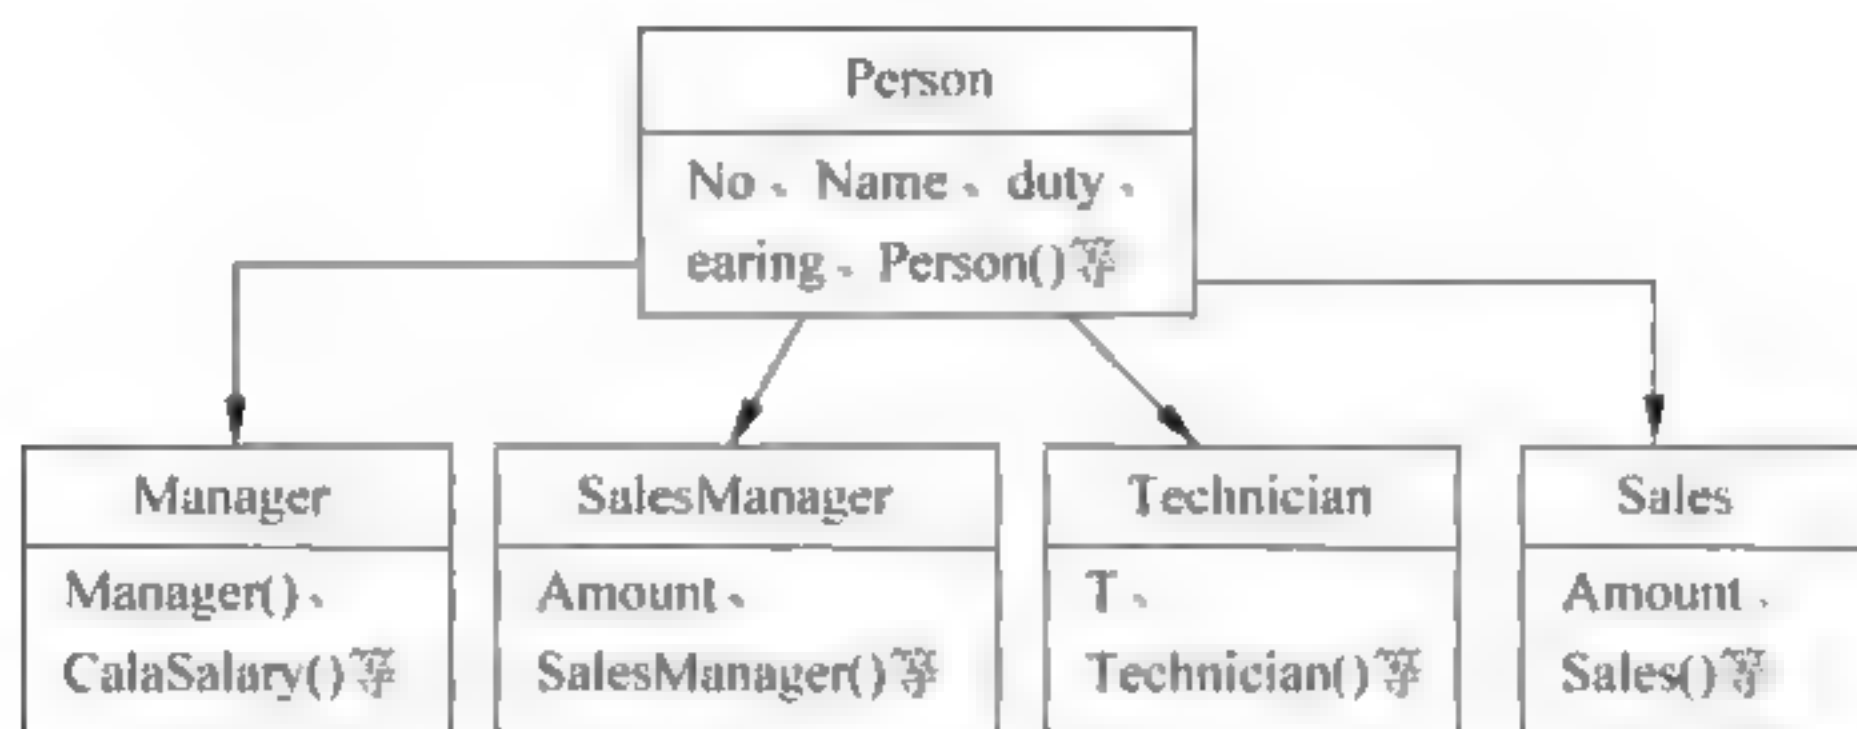 Person
No、Name、duty、
earing、Person()等
Manager
Manager()、
CalaSalary()等
SalesManager
Amount、
SalesManager()等
Technician
T、
Technician()等
Sales
Amount、
Sales()等